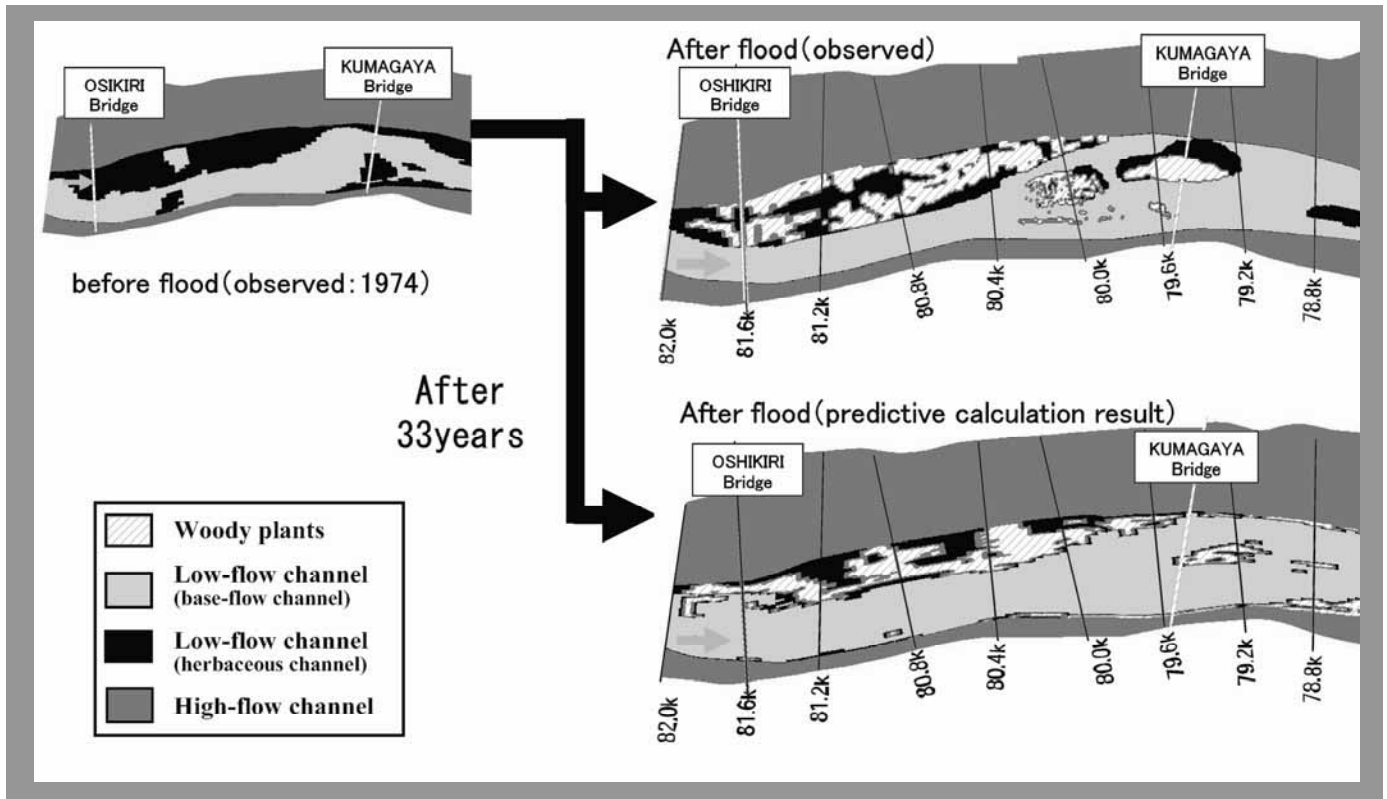 OSIKIRI
Bridge
KUMAGAYA
Bridge
before flood(observed:1974)
After
33years
After flood(observed)
OSHIKIRI
Bridge
KUMAGAYA
Bridge
82.0k
81.6k
81.2k
80.8k
80.4k
80.0k
79.6k
79.2k
78.8k
After flood(predictive calculation result)
OSHIKIRI
Bridge
KUMAGAYA
Bridge
82.0k
81.6k
81.2k
80.8k
80.4k
80.0k
79.6k
79.2k
78.8k
Woody plants
Low-flow channel
(base-flow channel)
Low-flow channel
(herbaceous channel)
High-flow channel